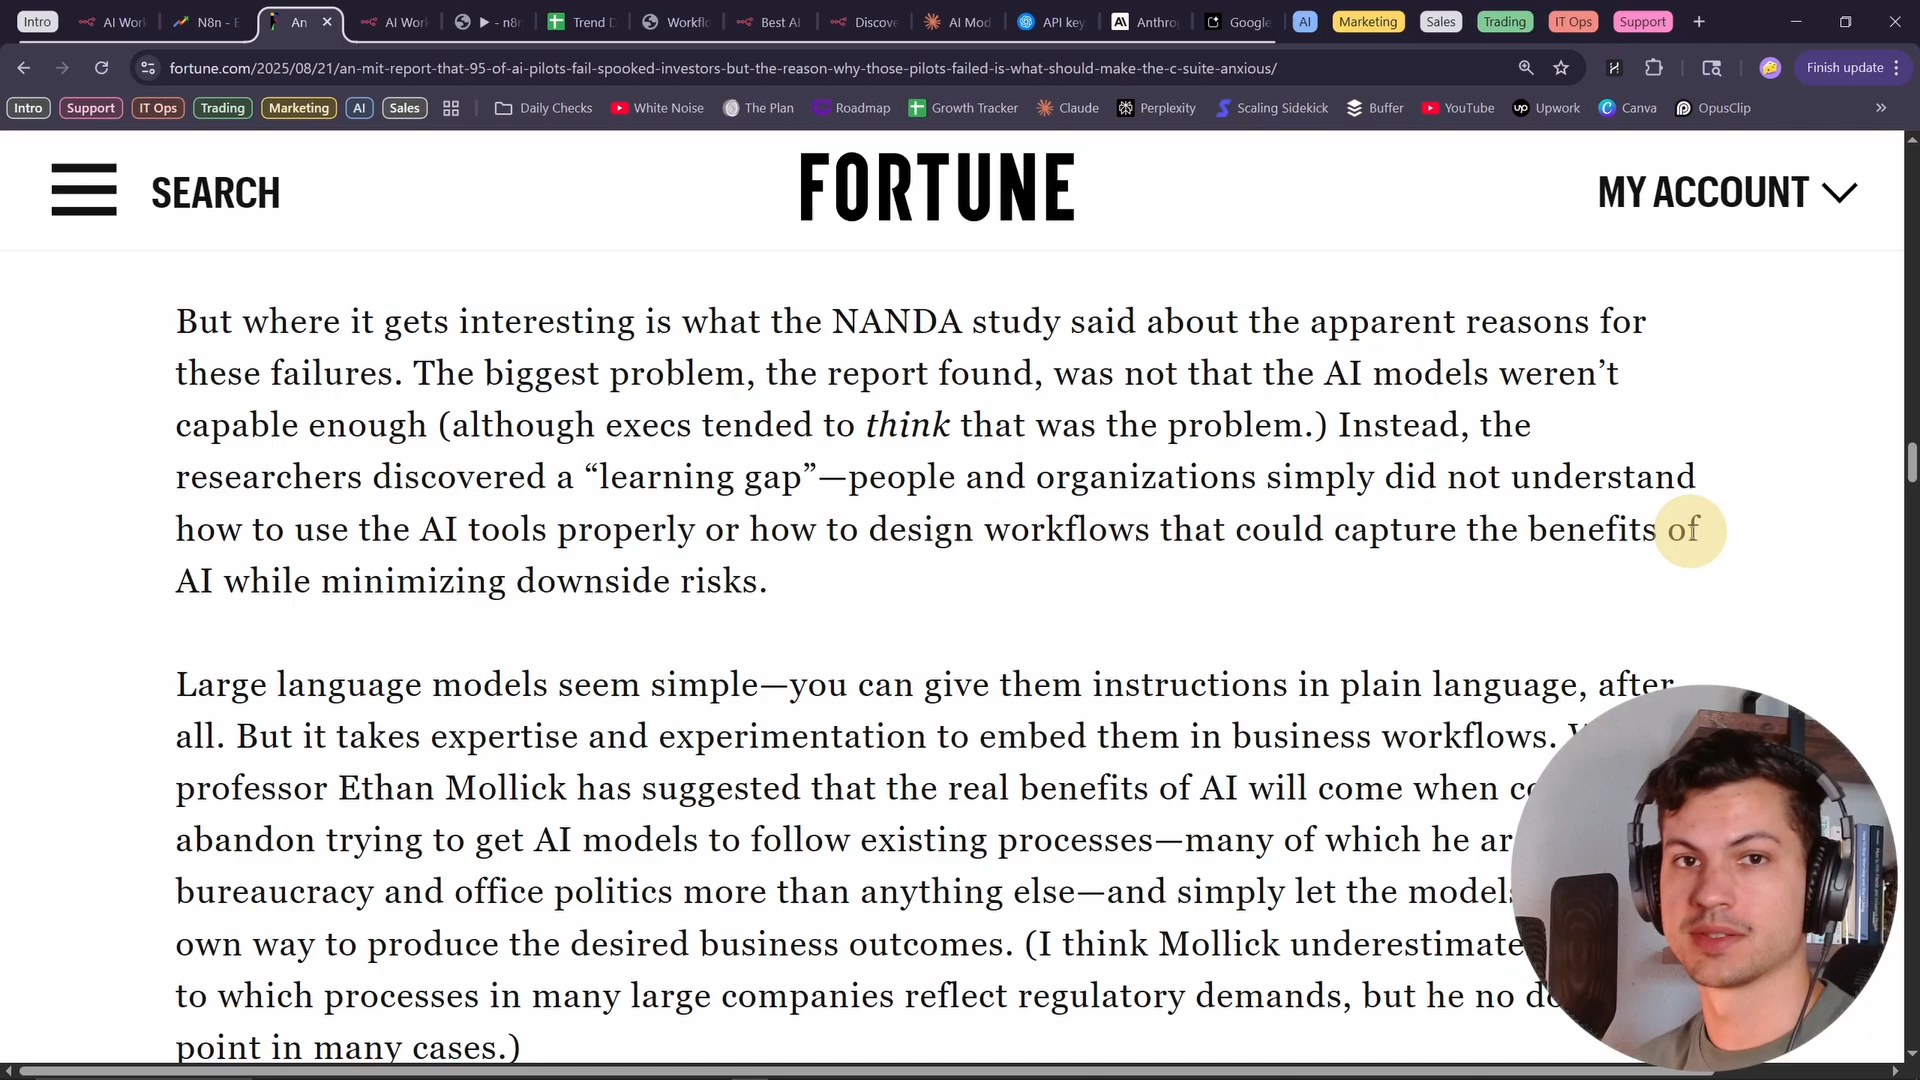 Intro
AI Work
N8n - E
An
AI Work
- n8n
Trend D
Workflo
Best AI
Discove
AI Mod
API key
Anthro
Google
AI
Marketing
Sales
Trading
IT Ops
Support
fortune.com/2025/08/21/an-mit-report-that-95-of-ai-pilots-fail-spooked-investors-but-the-reason-why-those-pilots-failed-is-what-should-make-the-c-suite-anxious/
Finish update
Intro
Support
IT Ops
Trading
Marketing
AI
Sales
Daily Checks
White Noise
The Plan
Roadmap
Growth Tracker
Claude
Perplexity
Scaling Sidekick
Buffer
YouTube
up Upwork
Canva
OpusClip
SEARCH
FORTUNE
MY ACCOUNT
But where it gets interesting is what the NANDA study said about the apparent reasons for
these failures. The biggest problem, the report found, was not that the AI models weren’t
capable enough (although execs tended to think that was the problem.) Instead, the
researchers discovered a “learning gap”—people and organizations simply did not understand
how to use the AI tools properly or how to design workflows that could capture the benefits of
AI while minimizing downside risks.
Large language models seem simple—you can give them instructions in plain language, after
all. But it takes expertise and experimentation to embed them in business workflows.
professor Ethan Mollick has suggested that the real benefits of AI will come when
abandon trying to get AI models to follow existing processes—many of which he
bureaucracy and office politics more than anything else—and simply let the models
own way to produce the desired business outcomes. (I think Mollick underestimate
to which processes in many large companies reflect regulatory demands, but he no
point in many cases.)